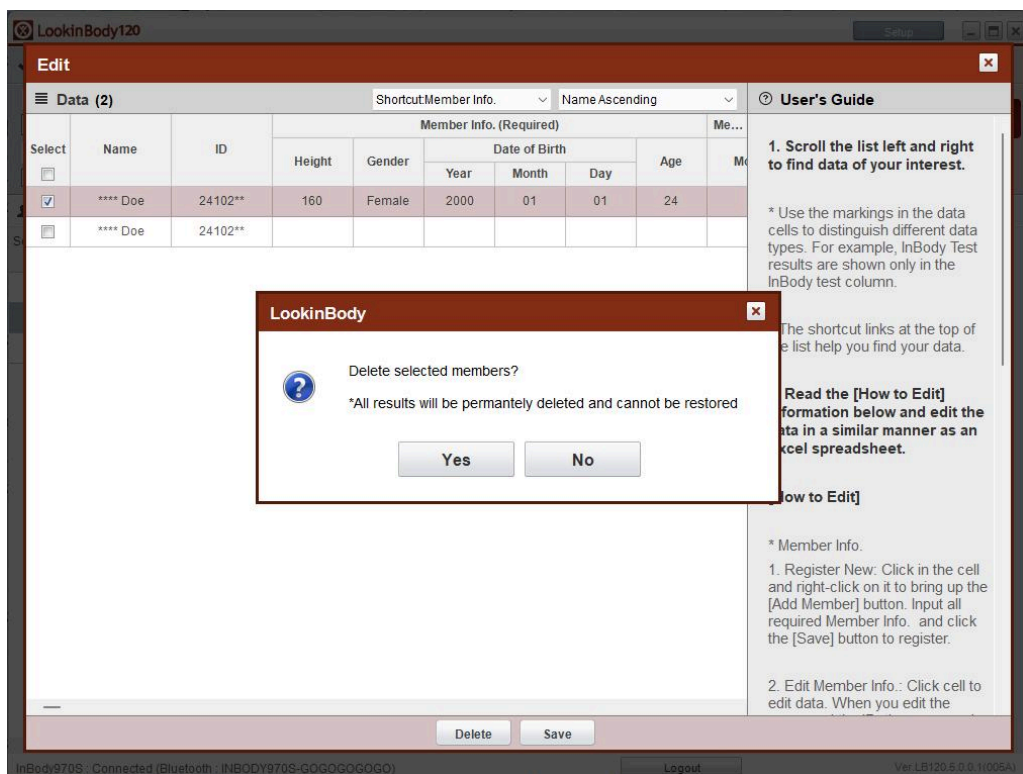 LookinBody120
Setup
Edit
Data (2)
Shortcut:Member Info.
Name Ascending
User's Guide
Select
Name
ID
Member Info. (Required)
Me...
Height
Gender
Date of Birth
Age
Year
Month
Day
**** Doe 24102** 160 Female 2000 01 01 24
**** Doe 24102**
1. Scroll the list left and right
to find data of your interest.
* Use the markings in the data
cells to distinguish different data
types. For example, InBody Test
results are shown only in the
InBody test column.
The shortcut links at the top of
e list help you find your data.
Read the [How to Edit]
formation below and edit the
ata in a similar manner as an
xcel spreadsheet.
ow to Edit]
* Member Info.
1. Register New: Click in the cell
and right-click on it to bring up the
[Add Member] button. Input all
required Member Info. and click
the [Save] button to register.
2. Edit Member Info.: Click cell to
edit data. When you edit the
LookinBody
Delete selected members?
*All results will be permantely deleted and cannot be restored
Yes
No
Delete
Save
InBody970S : Connected (Bluetooth : INBODY970S-GOGOGOGOGO)
Logout
Ver LB120.5.0.0.1(005A)